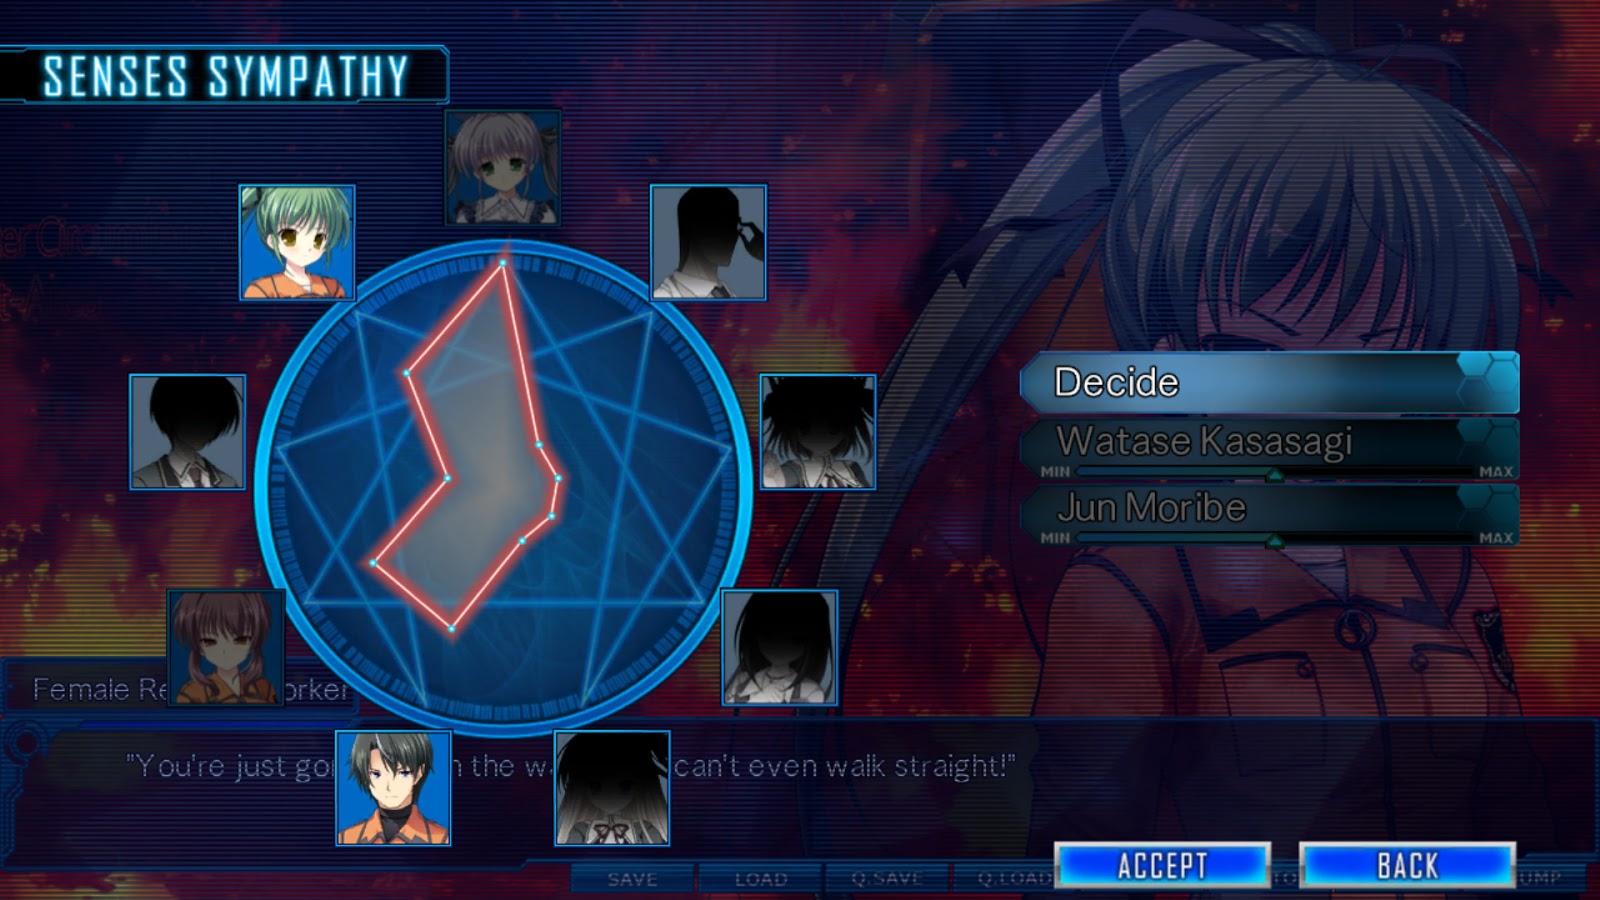 SENSES SYMPATHY
Decide
Watase Kasasagi
MIN MAX
Jun Moribe
MIN MAX
Female Re orker
"You're just go the w can't even walk straight!"
ACCEPT BACK
SAVE LOAD Q.SAVE Q.LOAD